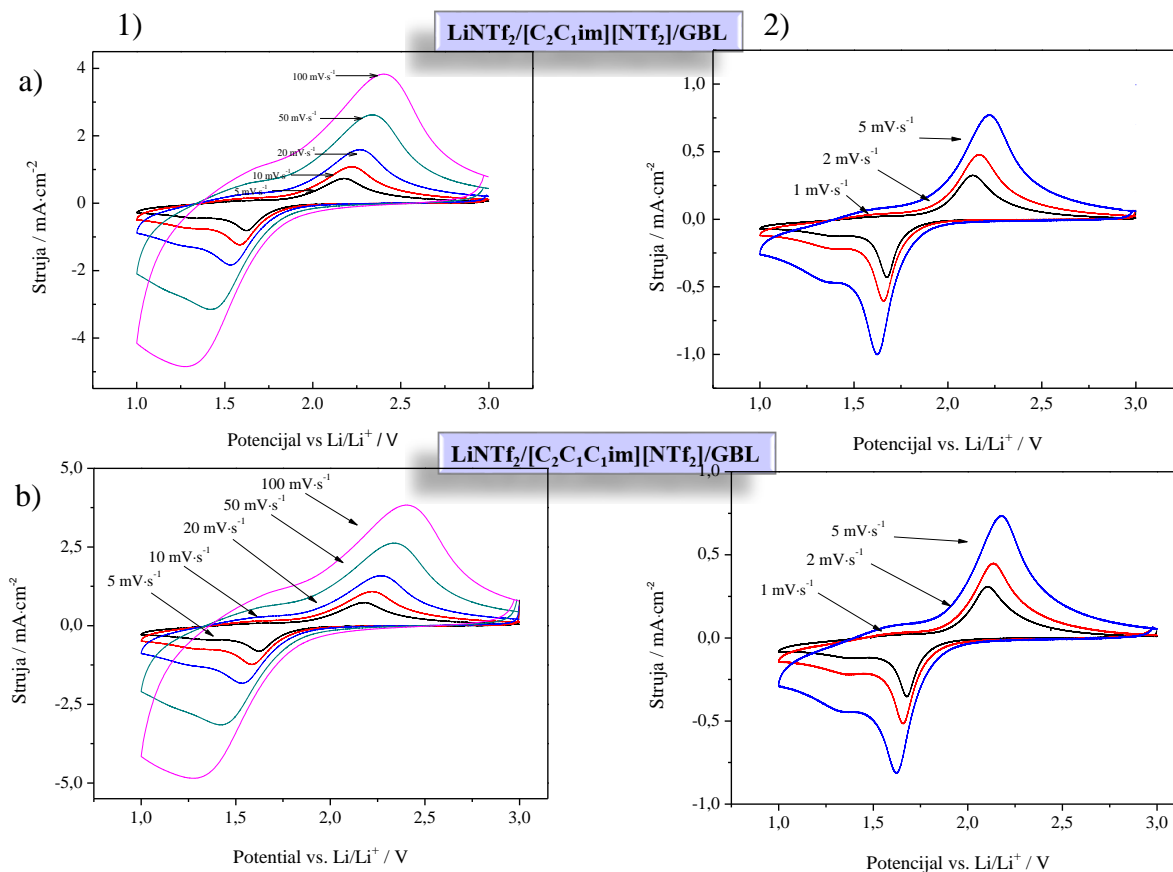 1)
LiNTf₂/[C₂C₁im][NTf₂]/GBL
2)
a)
4
2
0
-2
-4
Struja / mA·cm⁻²
100 mV·s⁻¹
50 mV·s⁻¹
20 mV·s⁻¹
10 mV·s⁻¹
5 mV·s⁻¹
1.0 1.5 2.0 2.5 3.0
Potencijal vs Li/Li⁺ / V
1,0
0,5
0,0
-0,5
-1,0
Struja / mA·cm⁻²
5 mV·s⁻¹
2 mV·s⁻¹
1 mV·s⁻¹
1,0 1,5 2,0 2,5 3,0
Potencijal vs. Li/Li⁺ / V
LiNTf₂/[C₂C₁C₁im][NTf₂]/GBL
b)
5,0
2,5
0,0
-2,5
-5,0
Struja / mA·cm⁻²
100 mV·s⁻¹
50 mV·s⁻¹
20 mV·s⁻¹
10 mV·s⁻¹
5 mV·s⁻¹
1,0 1,5 2,0 2,5 3,0
Potential vs. Li/Li⁺ / V
1,0
0,5
0,0
-0,5
-1,0
Struja / mA·cm⁻²
5 mV·s⁻¹
2 mV·s⁻¹
1 mV·s⁻¹
1,0 1,5 2,0 2,5 3,0
Potencijal vs. Li/Li⁺ / V